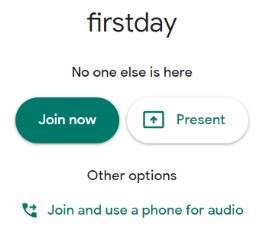 firstday
No one else is here
Join now
Present
Other options
Join and use a phone for audio